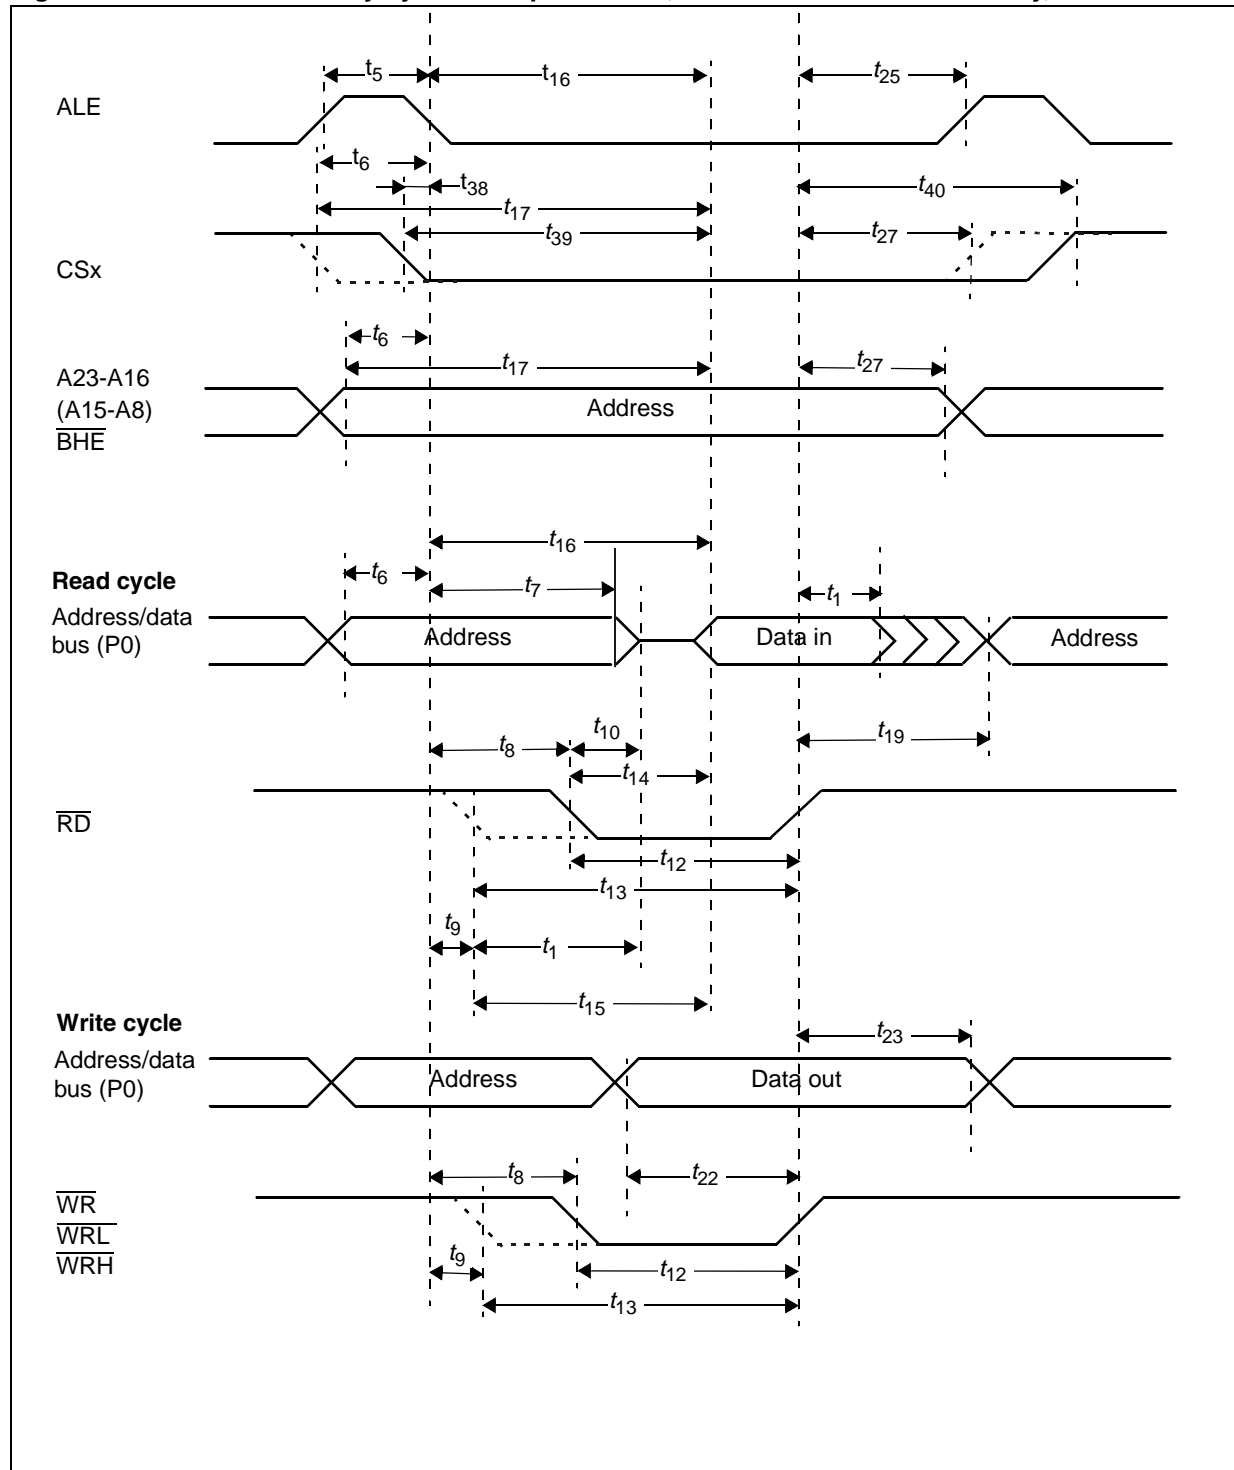 t5
t16
t25
ALE
t6
t38
t40
t17
t39
t27
CSx
t6
t17
t27
A23-A16
(A15-A8)
BHE
Address
t16
Read cycle
t6
t7
t1
Address/data
bus (P0)
Address
Data in
Address
t8
t10
t19
t14
RD
t12
t13
t9
t1
t15
Write cycle
t23
Address/data
bus (P0)
Address
Data out
t8
t22
WR
WRL
WRH
t9
t12
t13